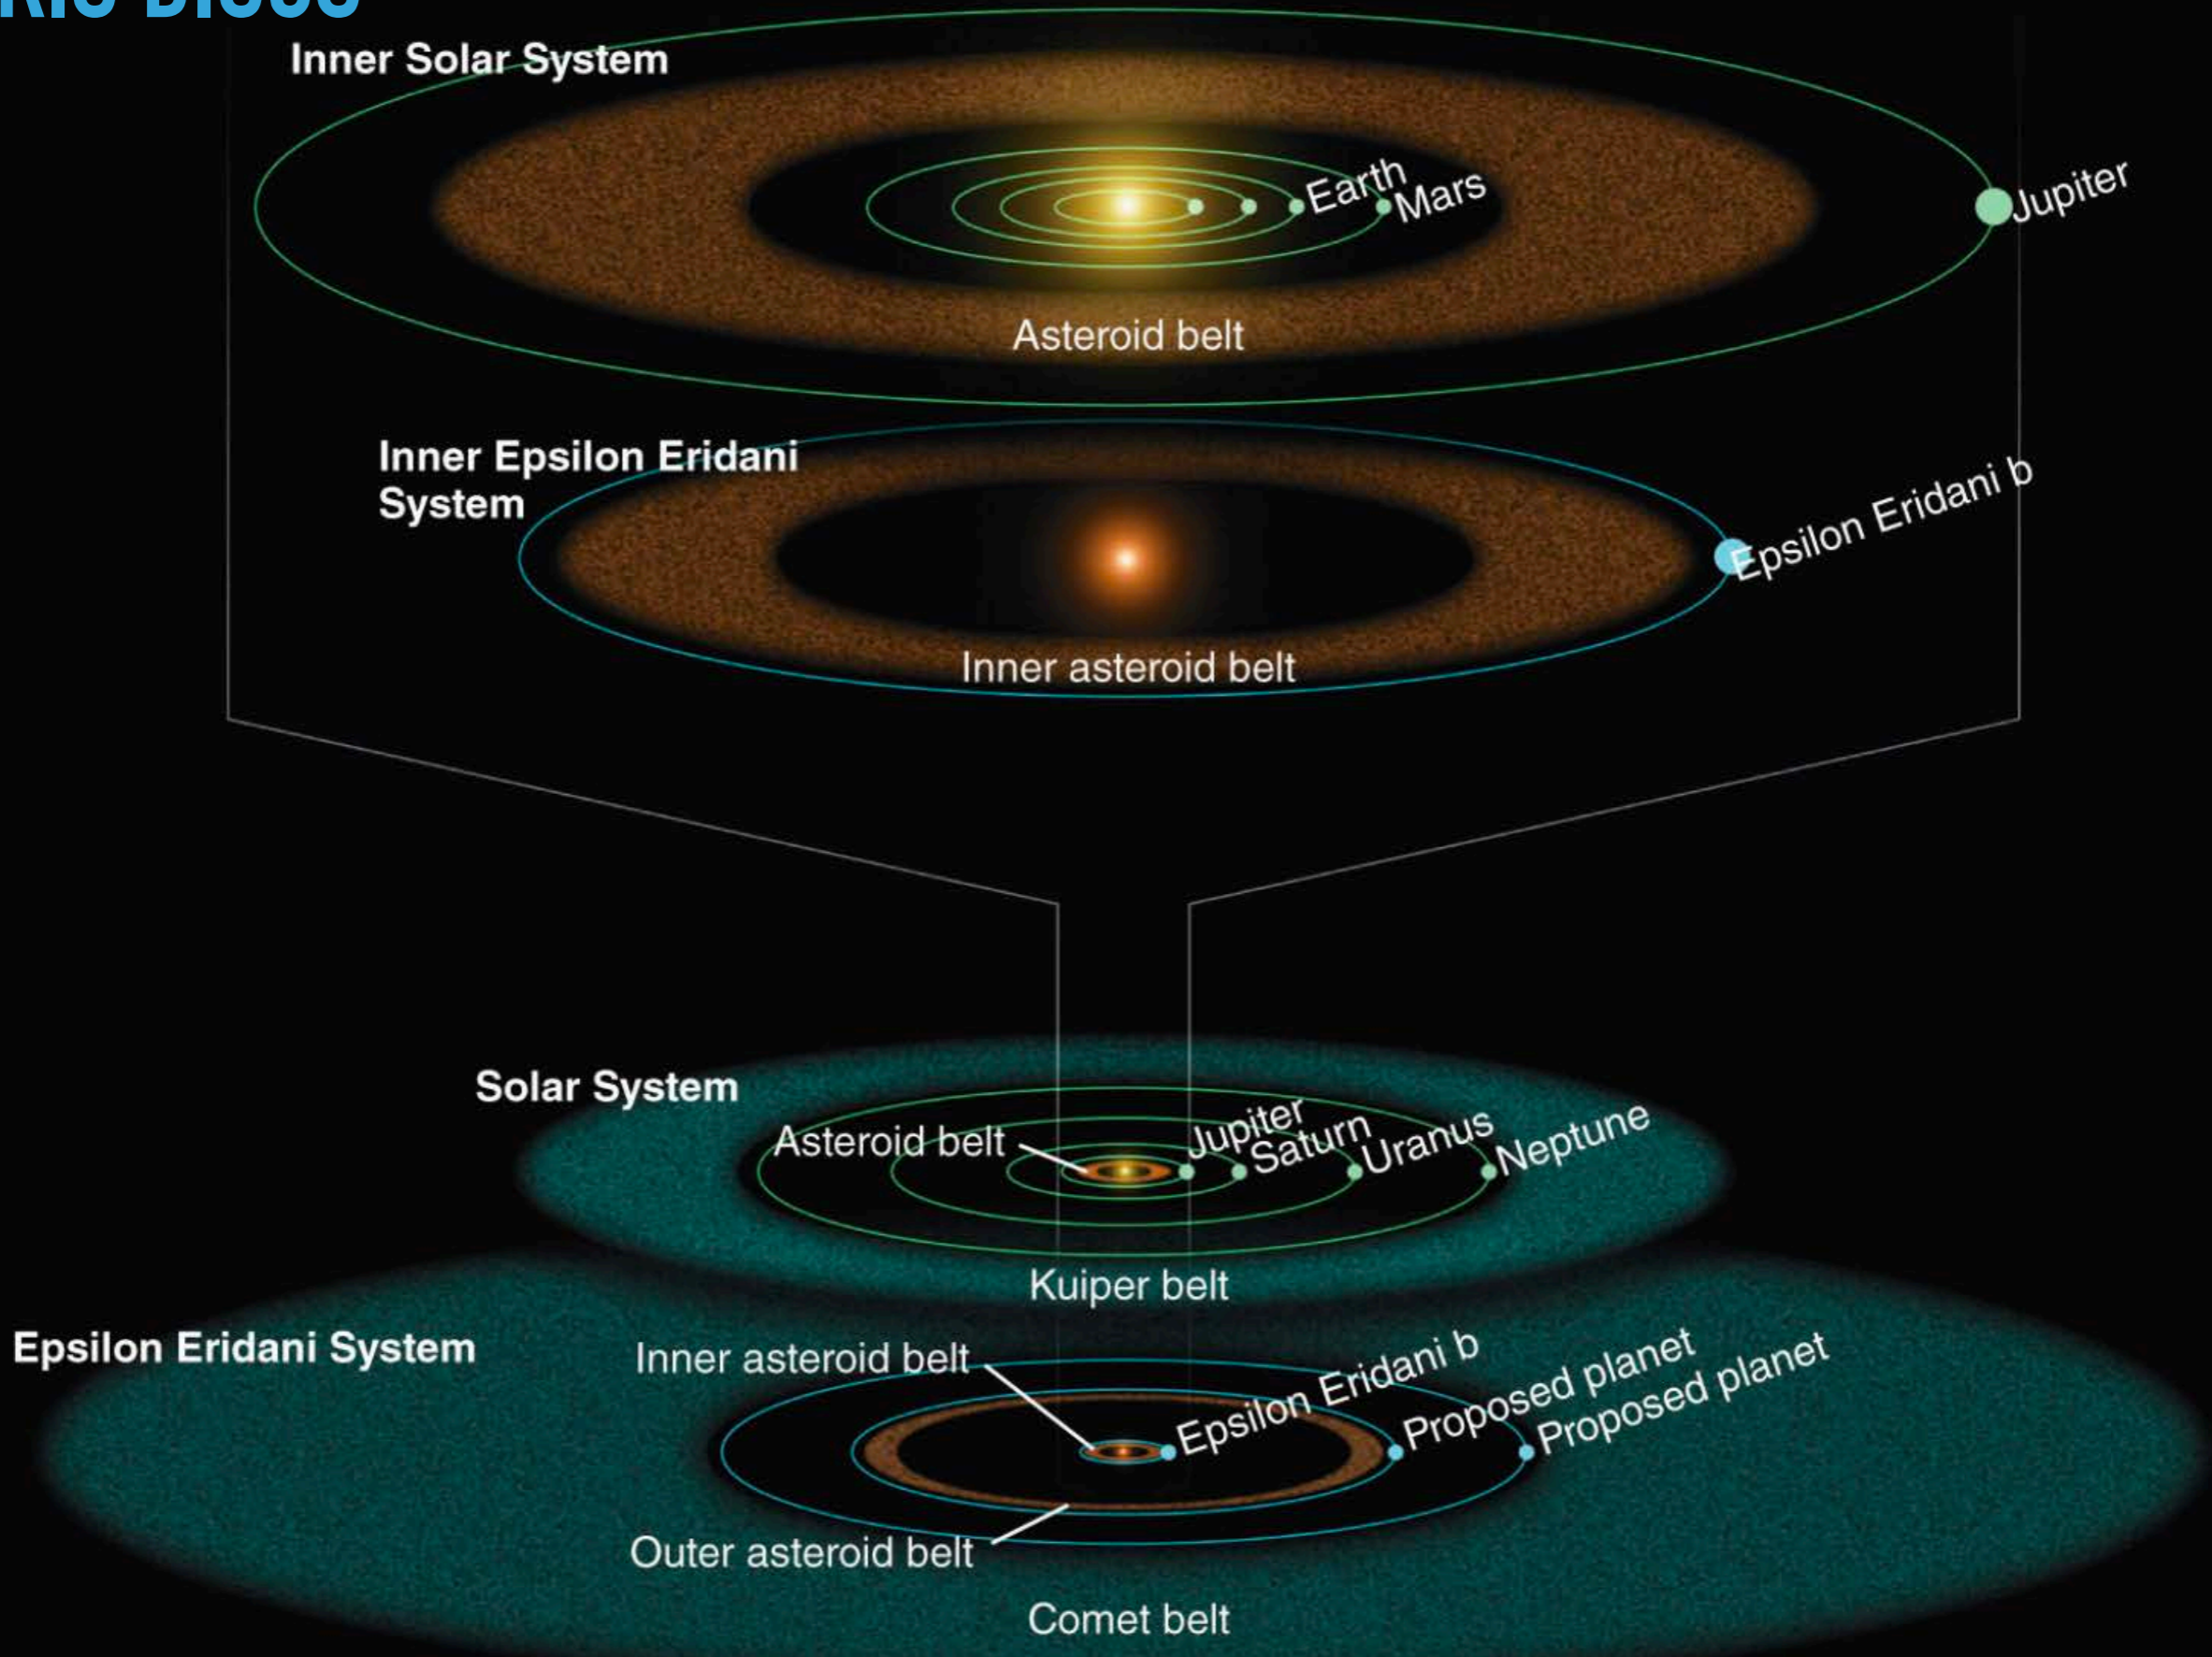 Inner Solar System
Earth
Mars
Jupiter
Asteroid belt
Inner Epsilon Eridani
System
Epsilon Eridani b
Inner asteroid belt
Solar System
Asteroid belt
Jupiter
Saturn
Uranus
Neptune
Kuiper belt
Epsilon Eridani System
Inner asteroid belt
Epsilon Eridani b
Proposed planet
Proposed planet
Outer asteroid belt
Comet belt